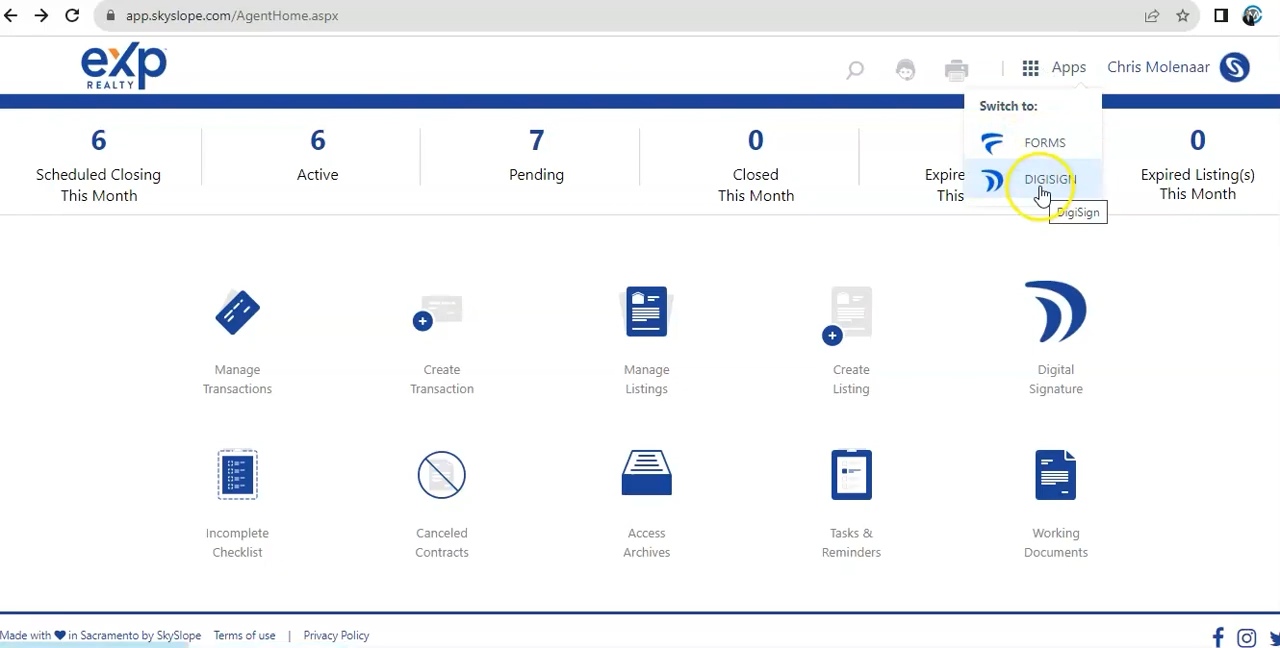 app.skyslope.com/AgentHome.aspx
eXp
REALTY
Apps
Chris Molenaar
Switch to:
FORMS
DIGISIGN
DigiSign
6
Scheduled Closing
This Month
6
Active
7
Pending
0
Closed
This Month
Expire
This
0
Expired Listing(s)
This Month
Manage
Transactions
Create
Transaction
Manage
Listings
Create
Listing
Digital
Signature
Incomplete
Checklist
Canceled
Contracts
Access
Archives
Tasks &
Reminders
Working
Documents
Made with in Sacramento by SkySlope Terms of use | Privacy Policy